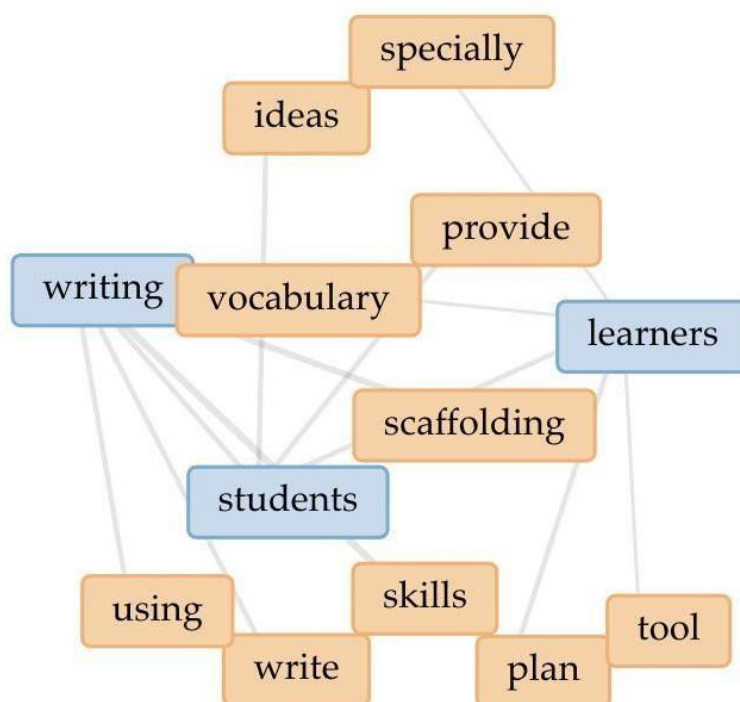 specially
ideas
provide
writing
vocabulary
learners
scaffolding
students
skills
using
tool
write
plan